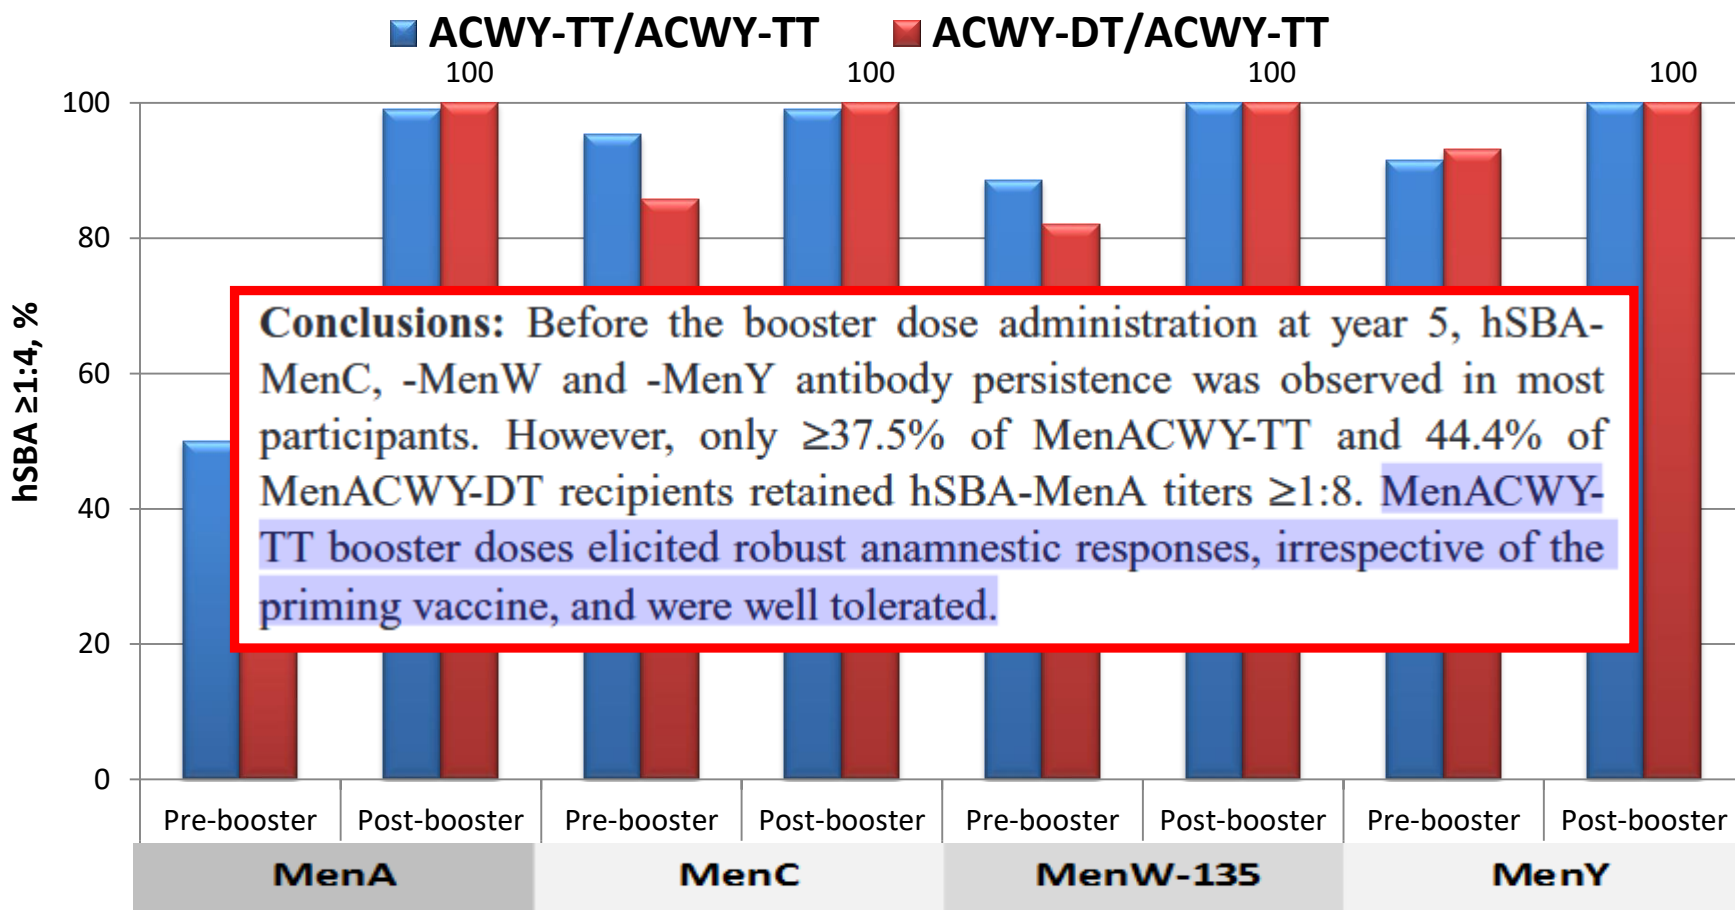 ACWY-TT/ACWY-TT ACWY-DT/ACWY-TT
100 100 100 100
100
80
60
40
20
0
hSBA ≥1:4, %
Conclusions: Before the booster dose administration at year 5, hSBA-
MenC, -MenW and -MenY antibody persistence was observed in most
participants. However, only ≥37.5% of MenACWY-TT and 44.4% of
MenACWY-DT recipients retained hSBA-MenA titers ≥1:8. MenACWY-
TT booster doses elicited robust anamnestic responses, irrespective of the
priming vaccine, and were well tolerated.
Pre-booster Post-booster Pre-booster Post-booster Pre-booster Post-booster Pre-booster Post-booster
MenA MenC MenW-135 MenY